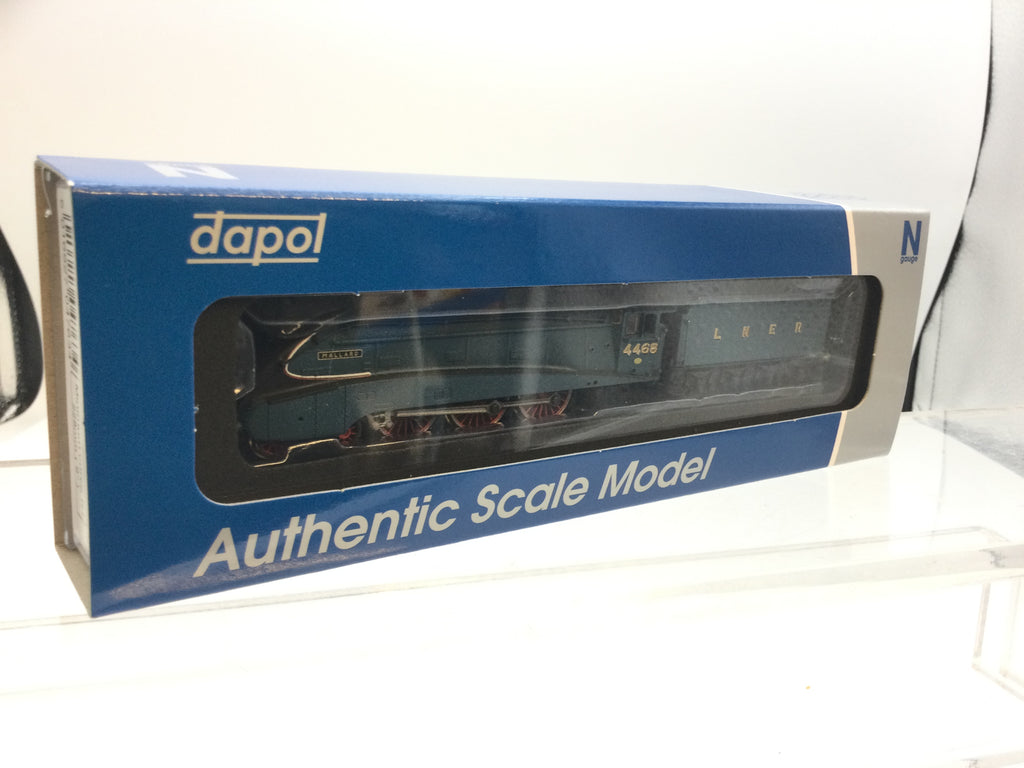 N
dapol
N
gauge
MALLARD
4468
L N E R
Authentic Scale Model